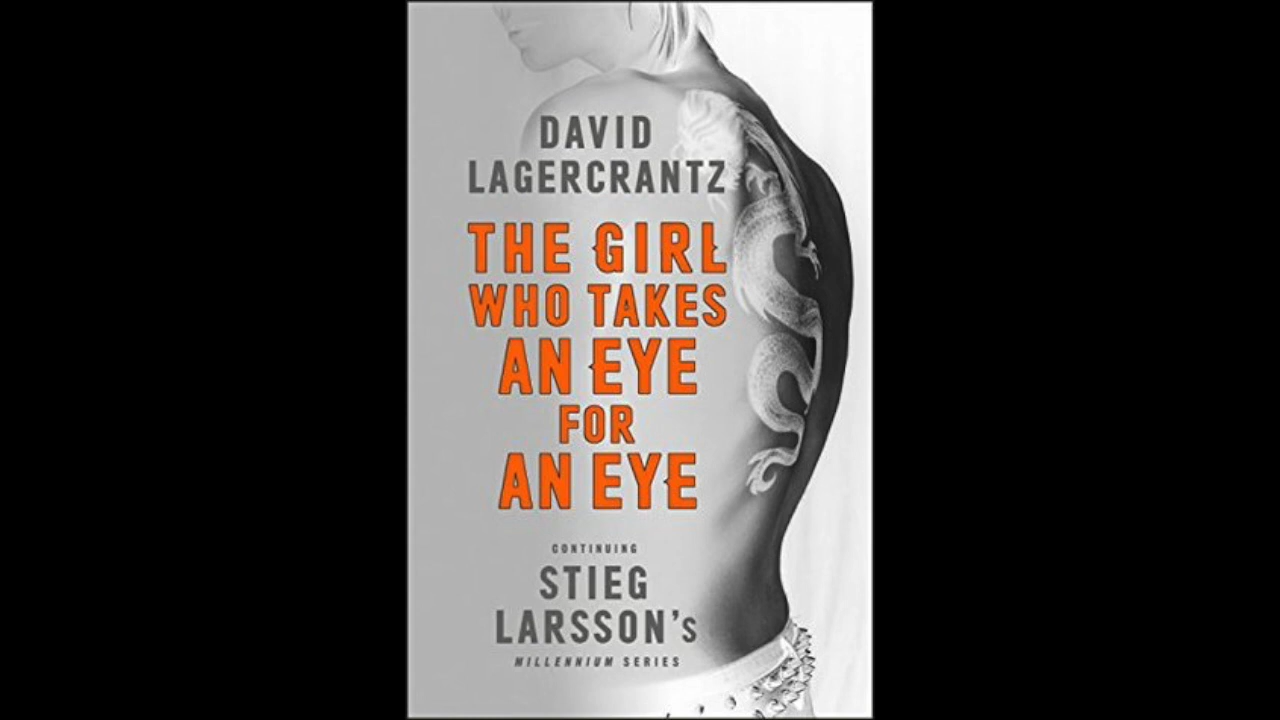 DAVID
LAGERCRANTZ
THE GIRL
WHO TAKES
AN EYE
FOR
AN EYE
CONTINUING
STIEG
LARSSON's
MILLENNIUM SERIES